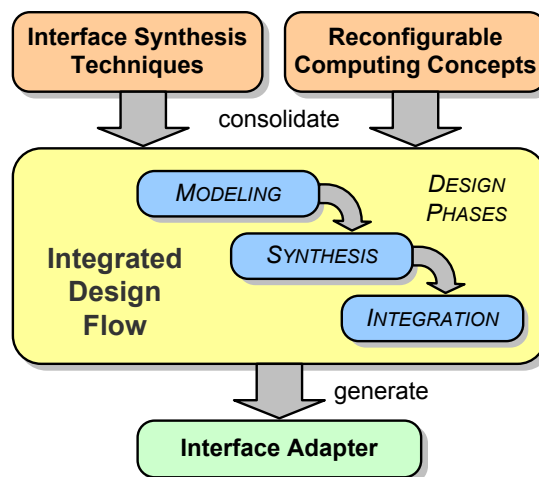 Interface Synthesis
Techniques
Reconfigurable
Computing Concepts
consolidate
MODELING
DESIGN
PHASES
SYNTHESIS
Integrated
Design
Flow
INTEGRATION
generate
Interface Adapter